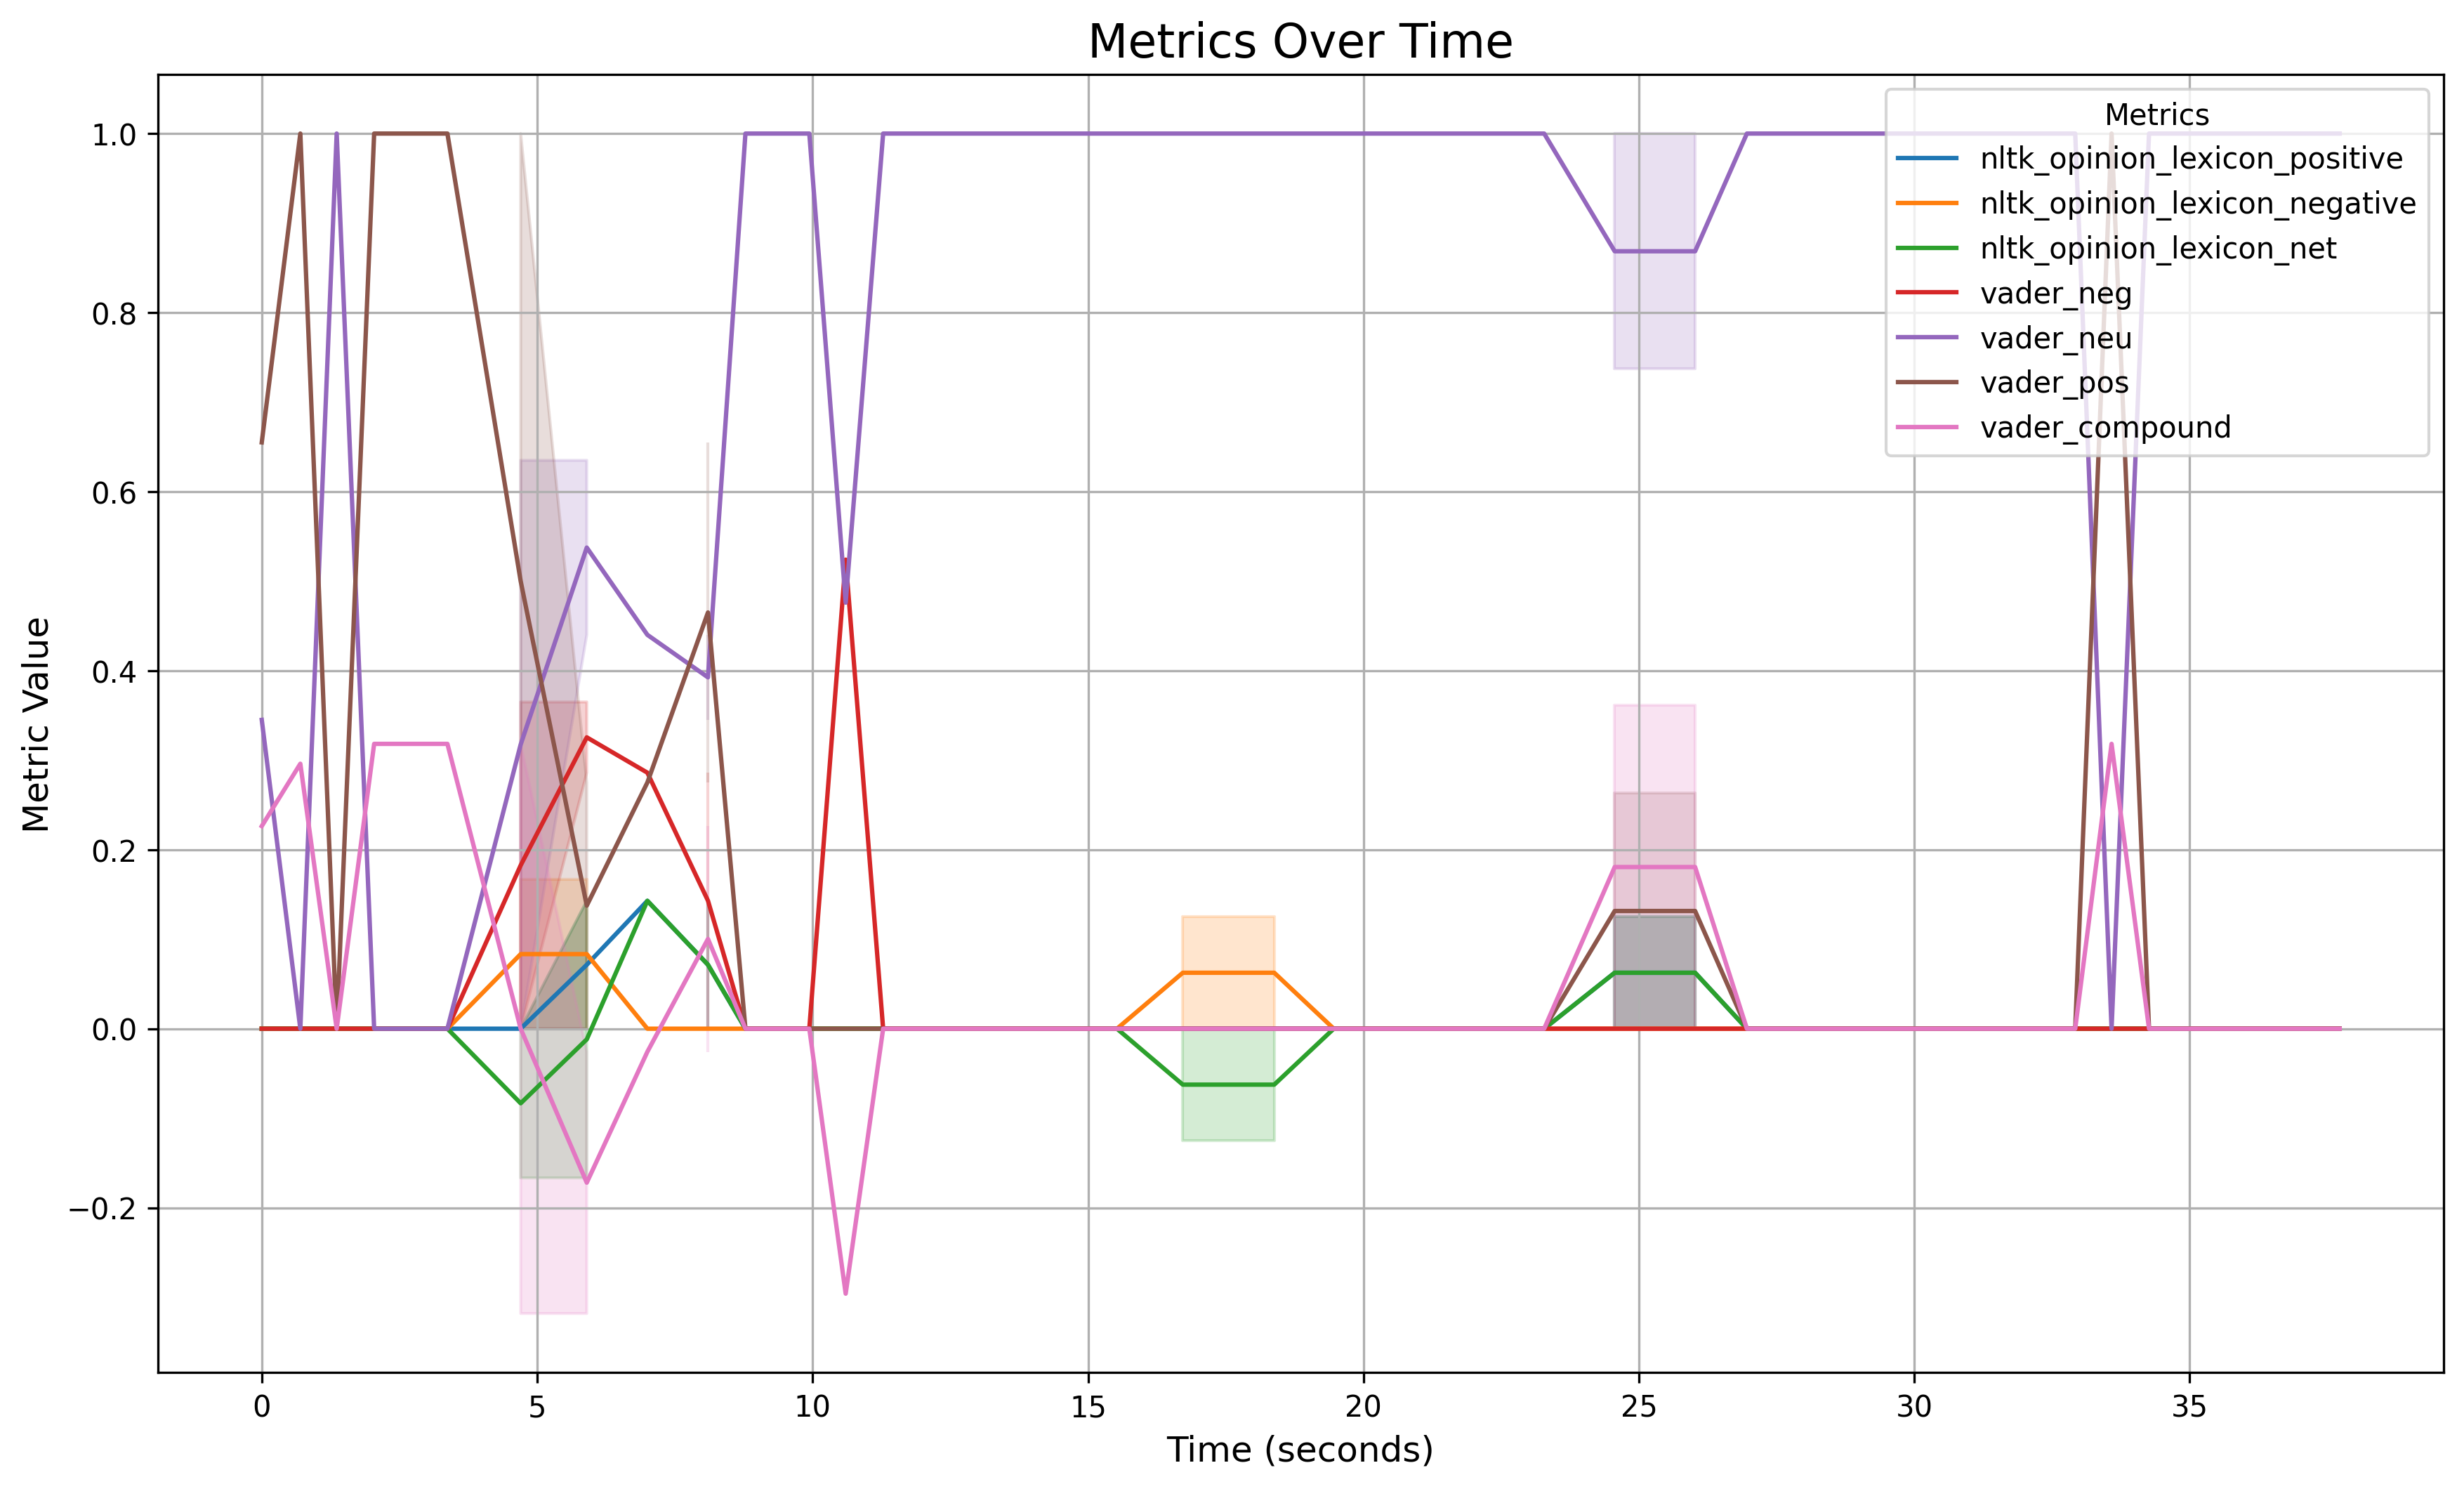 Metrics Over Time
Metric Value
1.0
0.8
0.6
0.4
0.2
0.0
−0.2
Metrics
nltk_opinion_lexicon_positive
nltk_opinion_lexicon_negative
nltk_opinion_lexicon_net
vader_neg
vader_neu
vader_pos
vader_compound
0 5 10 15 20 25 30 35
Time (seconds)